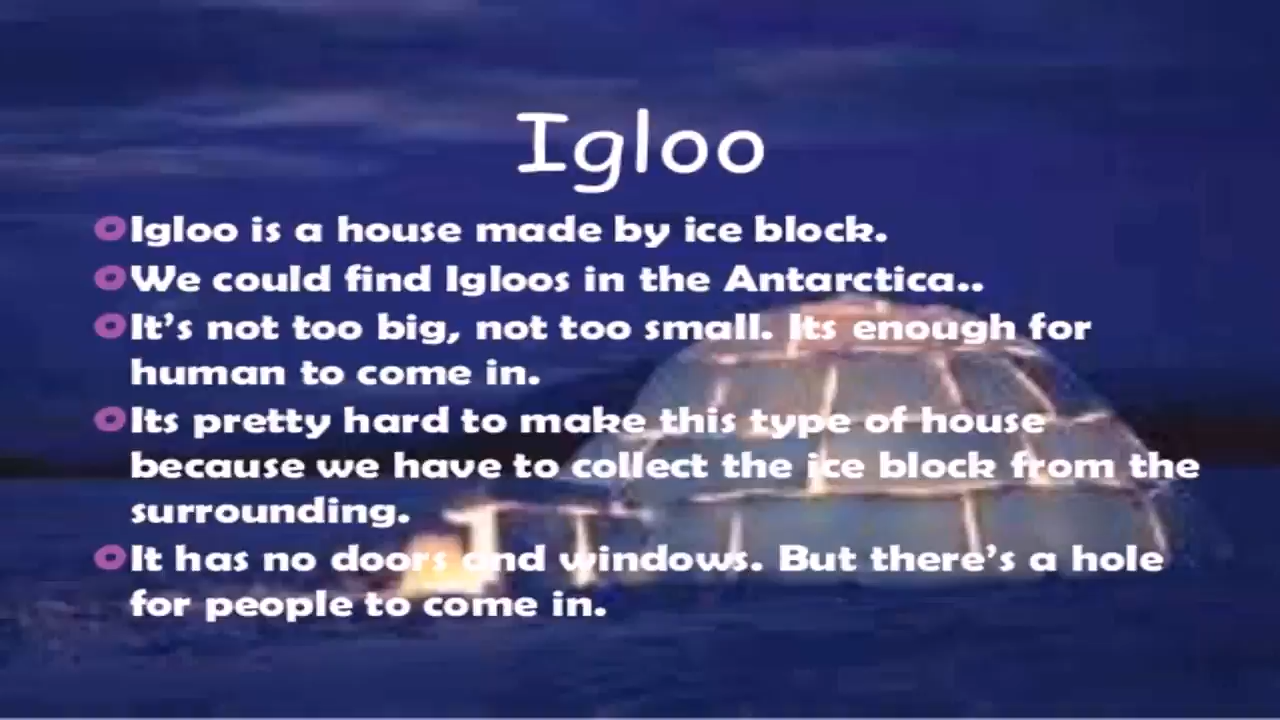 Igloo
Igloo is a house made by ice block.
We could find Igloos in the Antarctica..
It's not too big, not too small. Its enough for
human to come in.
Its pretty hard to make this type of house
because we have to collect the ice block from the
surrounding.
It has no doors and windows. But there's a hole
for people to come in.